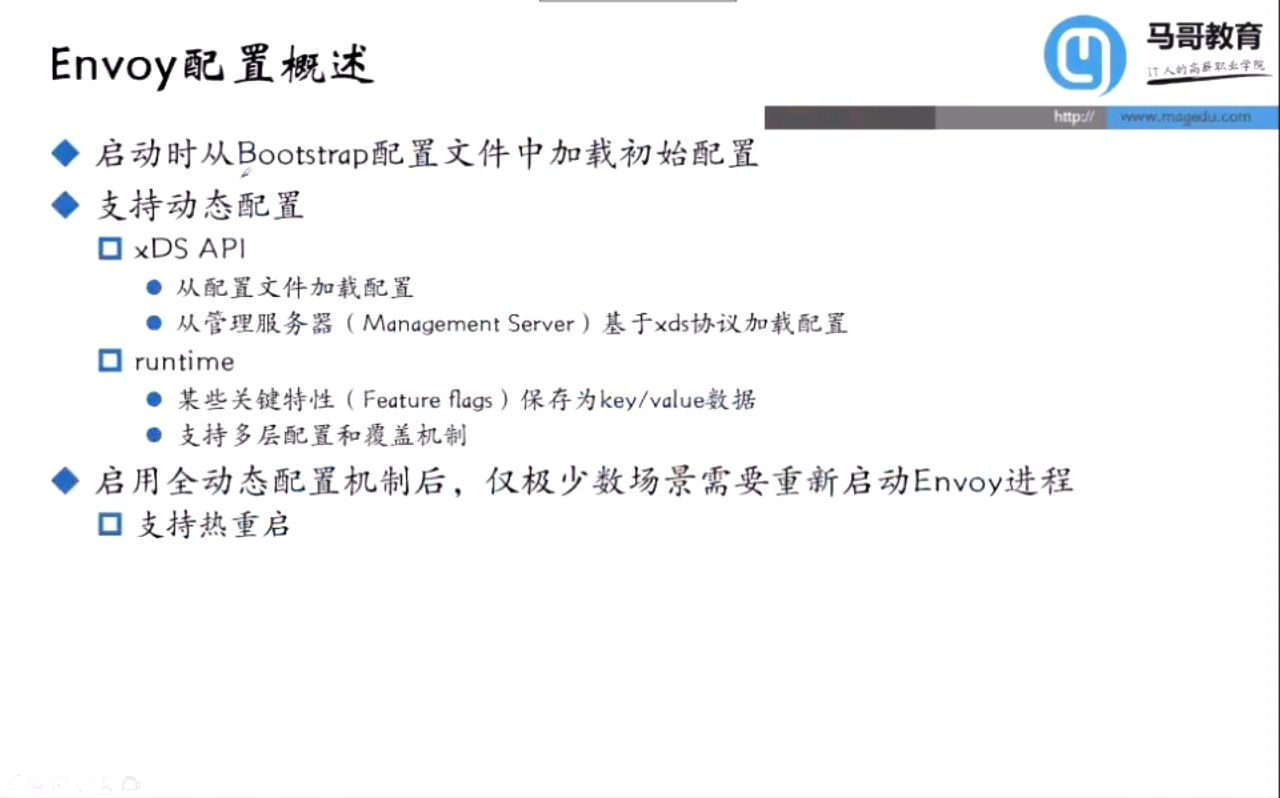 Envoy配置概述
马哥教育
IT人的高薪职业学院
http:// www.magedu.com
启动时从Bootstrap配置文件中加载初始配置
支持动态配置
xDS API
从配置文件加载配置
从管理服务器（Management Server）基于xds协议加载配置
runtime
某些关键特性（Feature flags）保存为key/value数据
支持多层配置和覆盖机制
启用全动态配置机制后，仅极少数场景需要重新启动Envoy进程
支持热重启